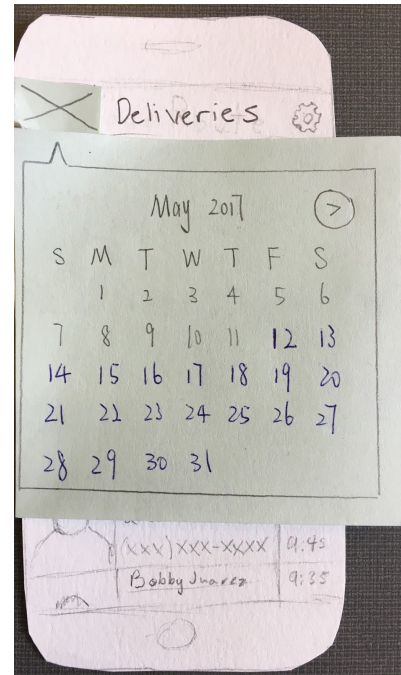 Deliveries
May 2017 >
S M T W T F S
1 2 3 4 5 6
7 8 9 10 11 12 13
14 15 16 17 18 19 20
21 22 23 24 25 26 27
28 29 30 31
(xxx) xxx-xxxx 9:45
Bobby Juarez 9:35